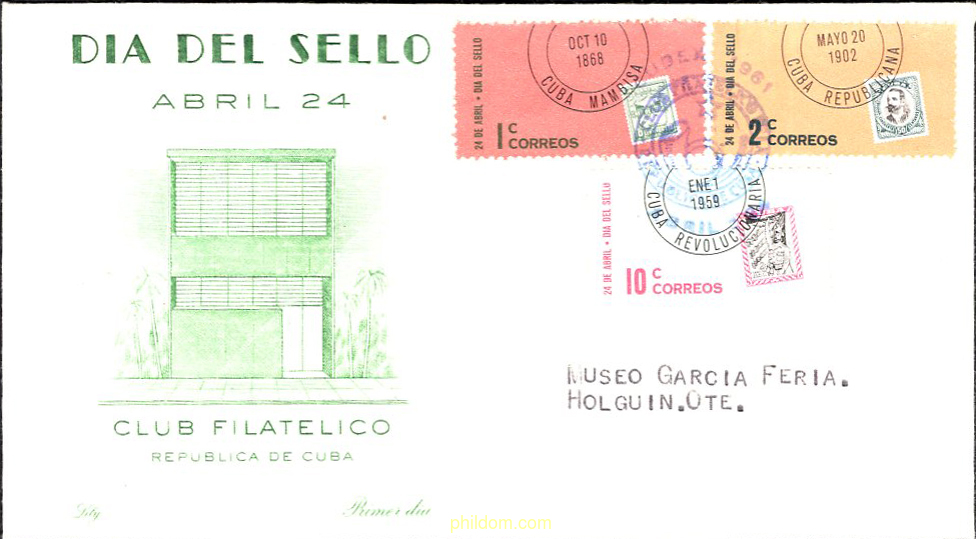 DIA DEL SELLO
ABRIL 24
CLUB FILATELICO
REPUBLICA DE CUBA
Primer dia
24 DE ABRIL • DIA DEL SELLO
1 C CORREOS
OCT 10
1868
CUBA MAMBISA
24 DE ABRIL • DIA DEL SELLO
2 C CORREOS
MAYO 20
1902
CUBA REPUBLICANA
1961
24 DE ABRIL • DIA DEL SELLO
10 C CORREOS
ENE 1
1959
CUBA REVOLUCIONARIA
MUSEO GARCIA FERIA.
HOLGUIN.OTE.
phildom.com